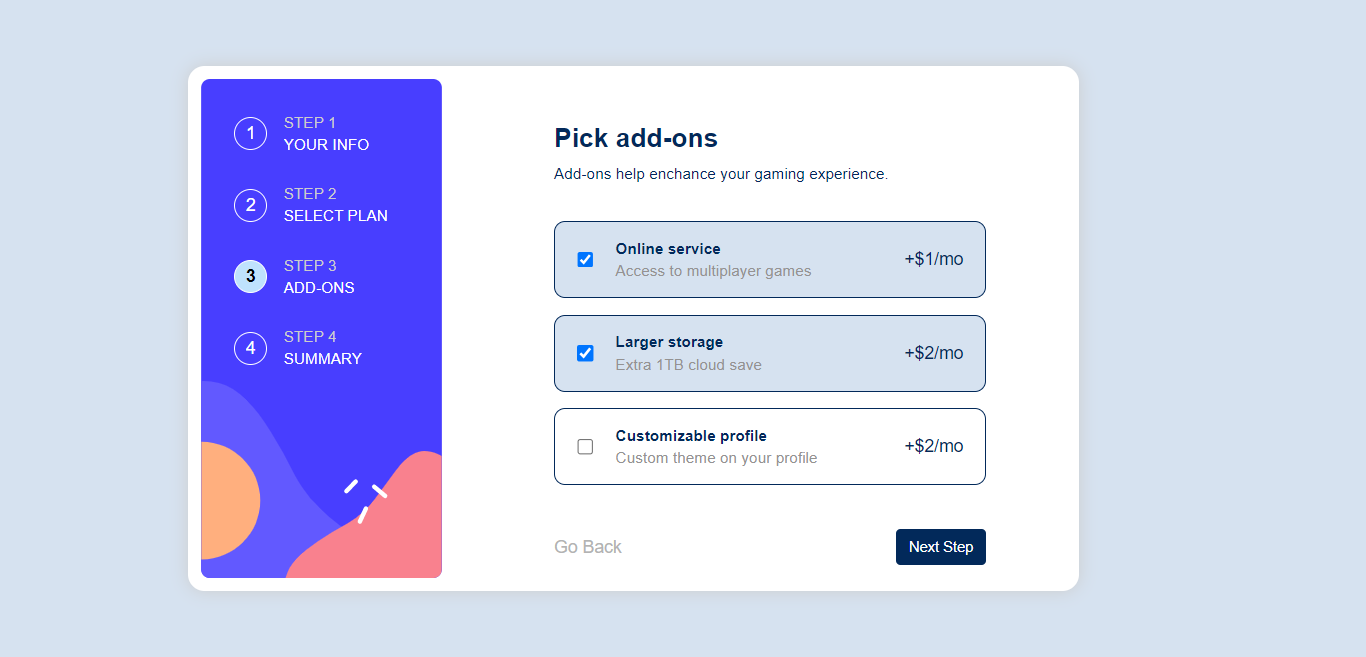 1
STEP 1
YOUR INFO
2
STEP 2
SELECT PLAN
3
STEP 3
ADD-ONS
4
STEP 4
SUMMARY
Pick add-ons
Add-ons help enchance your gaming experience.
Online service
Access to multiplayer games
+$1/mo
Larger storage
Extra 1TB cloud save
+$2/mo
Customizable profile
Custom theme on your profile
+$2/mo
Go Back
Next Step